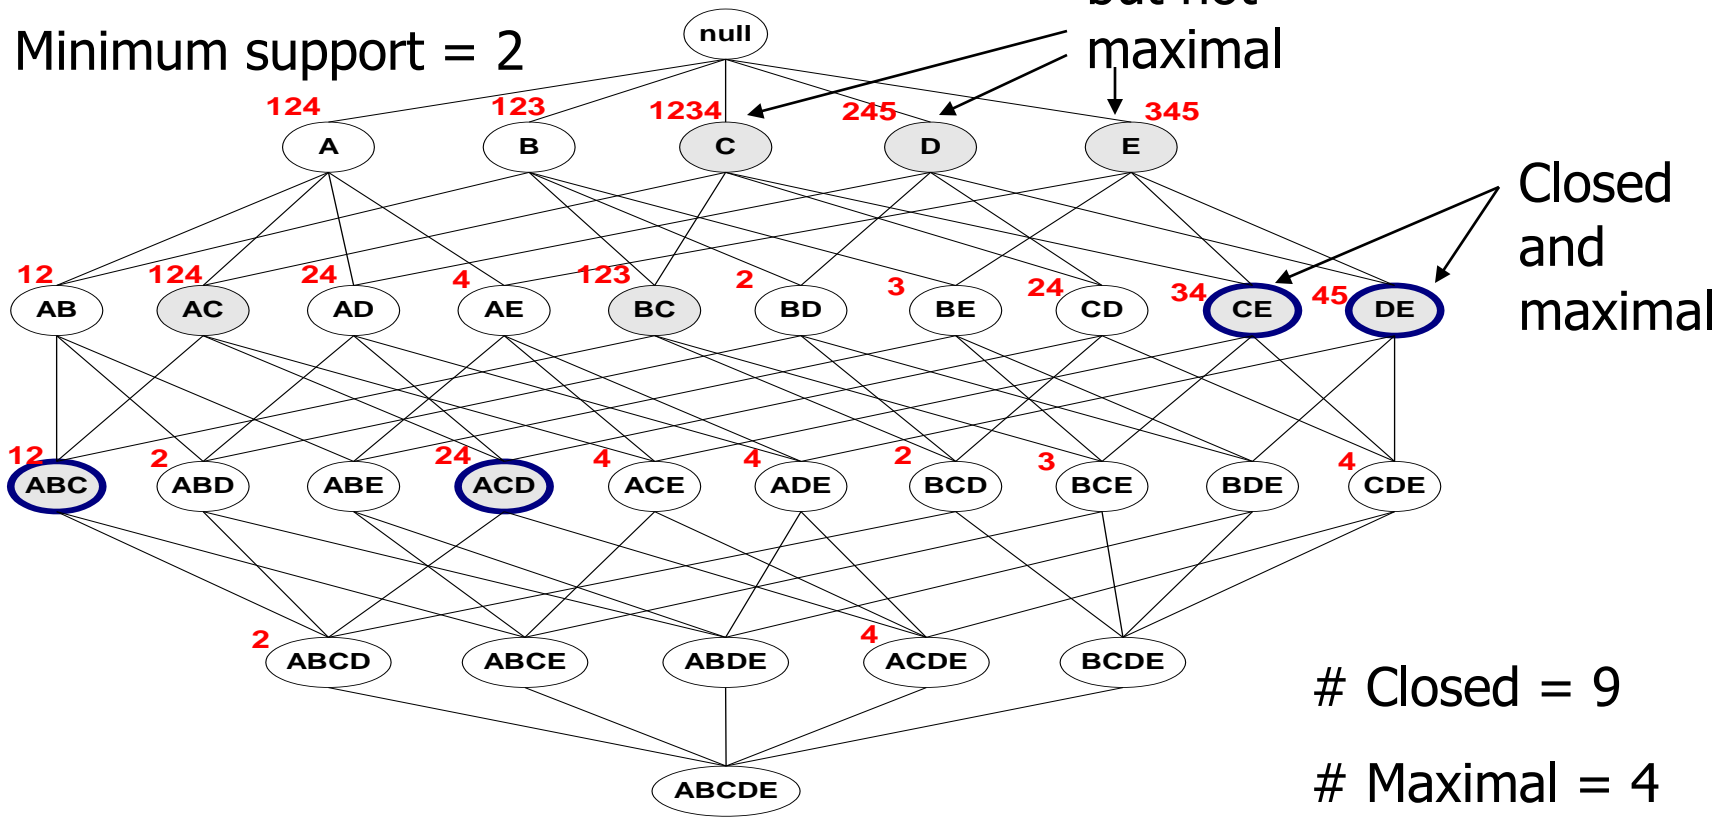 but not
maximal
Minimum support = 2
null
124 123 1234 245 345
A B C D E
Closed
and
maximal
12 124 24 4 123 2 3 24 34 45
AB AC AD AE BC BD BE CD CE DE
12 2 24 4 4 2 3 4
ABC ABD ABE ACD ACE ADE BCD BCE BDE CDE
2 4
ABCD ABCE ABDE ACDE BCDE
# Closed = 9
# Maximal = 4
ABCDE